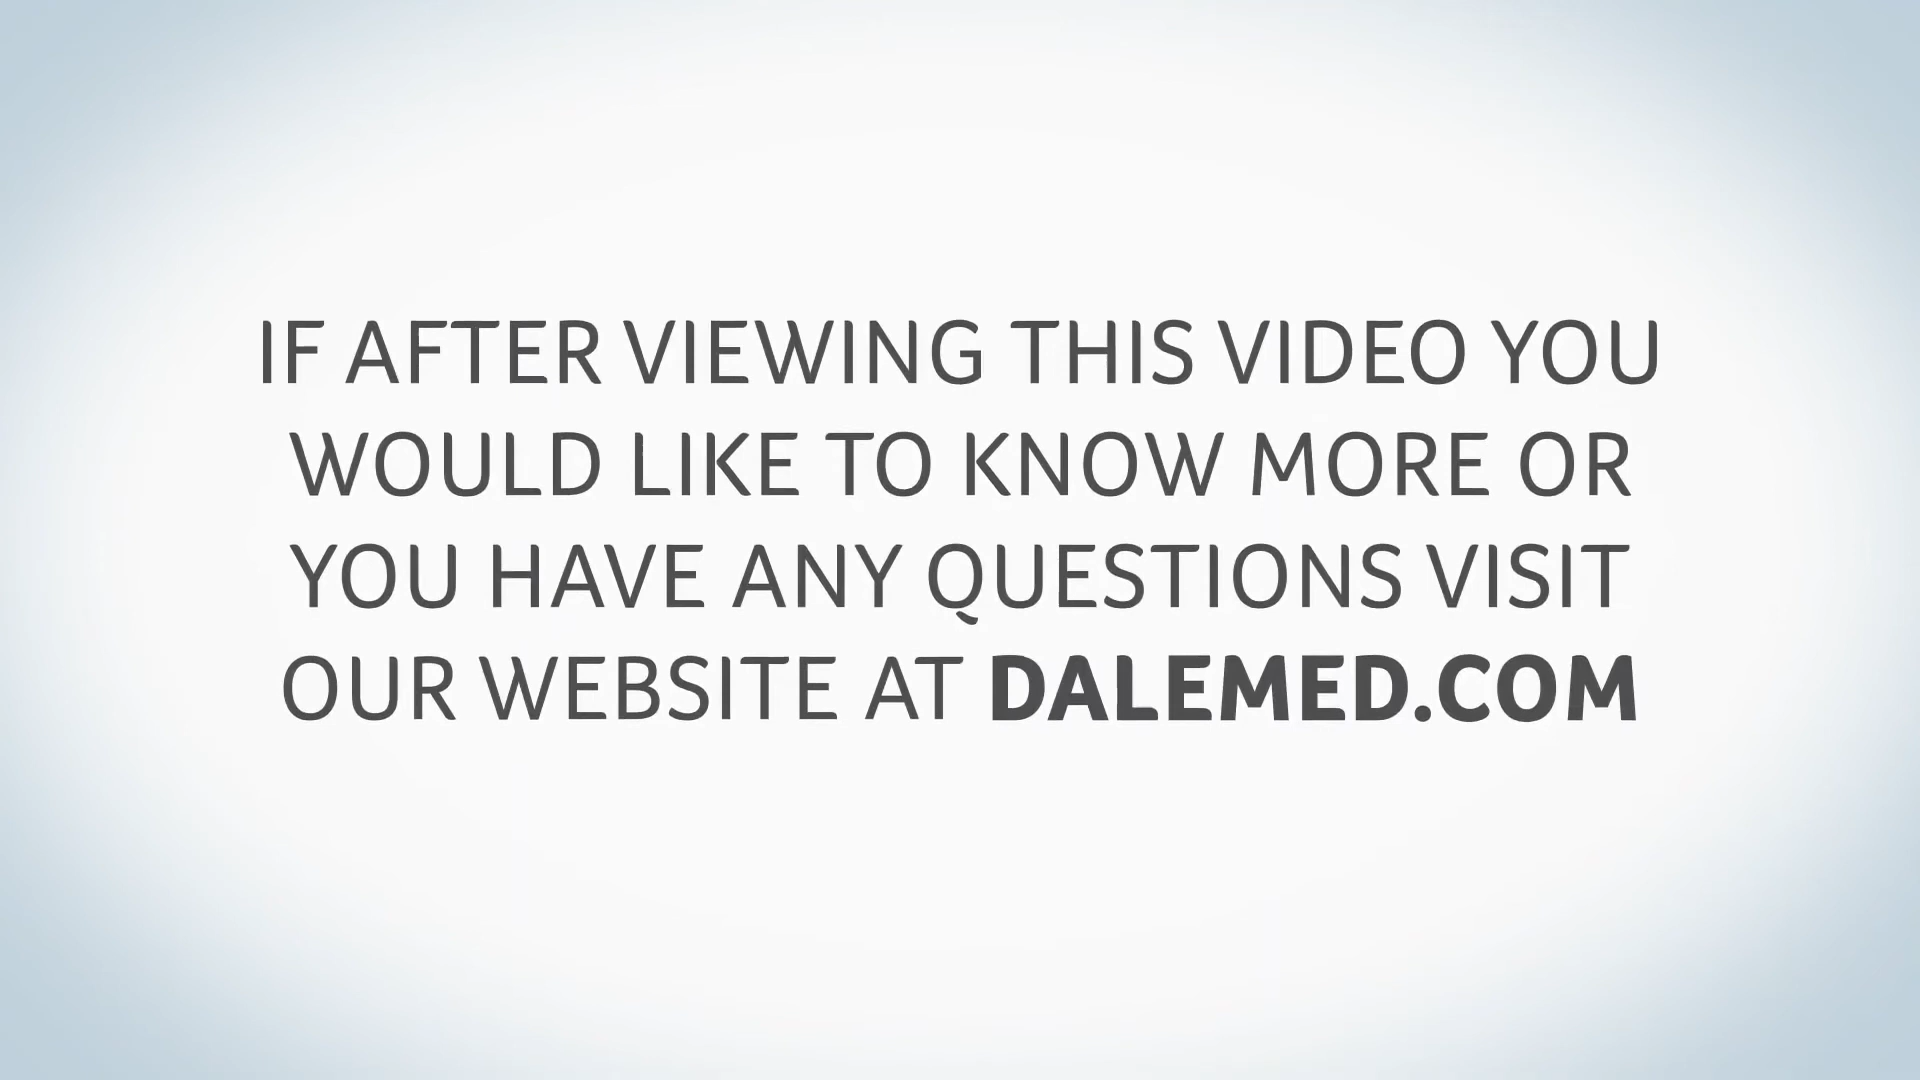 IF AFTER VIEWING THIS VIDEO YOU
WOULD LIKE TO KNOW MORE OR
YOU HAVE ANY QUESTIONS VISIT
OUR WEBSITE AT DALEMED.COM